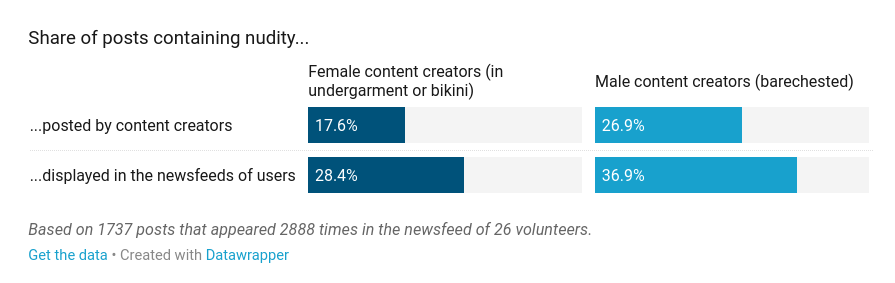 Share of posts containing nudity...
Female content creators (in
undergarment or bikini)
Male content creators (barechested)
...posted by content creators
17.6%
26.9%
...displayed in the newsfeeds of users
28.4%
36.9%
Based on 1737 posts that appeared 2888 times in the newsfeed of 26 volunteers.
Get the data • Created with Datawrapper